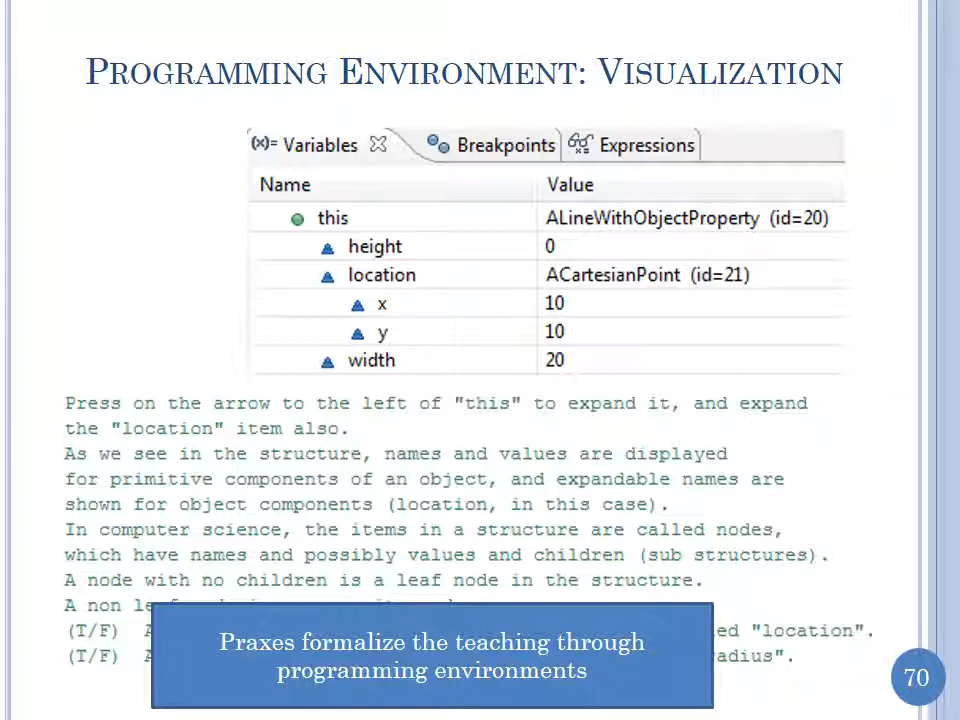 PROGRAMMING ENVIRONMENT: VISUALIZATION
(x)= Variables Breakpoints Expressions
Name Value
this ALineWithObjectProperty (id=20)
height 0
location ACartesianPoint (id=21)
x 10
y 10
width 20
Press on the arrow to the left of "this" to expand it, and expand
the "location" item also.
As we see in the structure, names and values are displayed
for primitive components of an object, and expandable names are
shown for object components (location, in this case).
In computer science, the items in a structure are called nodes,
which have names and possibly values and children (sub structures).
A node with no children is a leaf node in the structure.
A non
(T/F) "location".
(T/F)
Praxes formalize the teaching through
programming environments
70